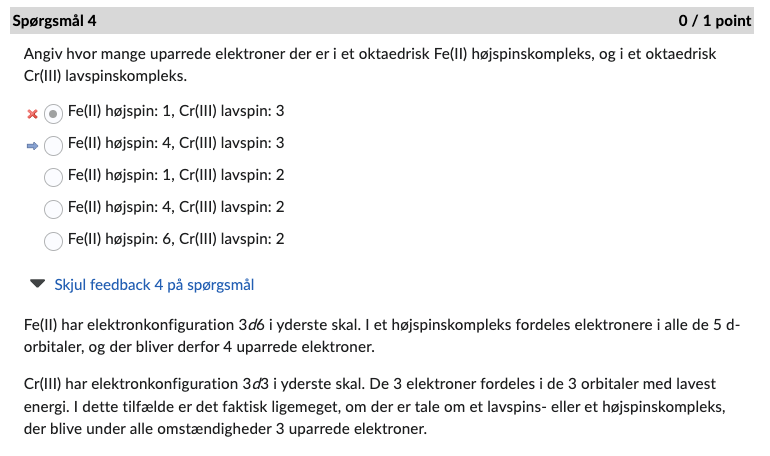 Spørgsmål 4 0 / 1 point
Angiv hvor mange uparrede elektroner der er i et oktaedrisk Fe(II) højspinskompleks, og i et oktaedrisk
Cr(III) lavspinskompleks.
Fe(II) højspin: 1, Cr(III) lavspin: 3
Fe(II) højspin: 4, Cr(III) lavspin: 3
Fe(II) højspin: 1, Cr(III) lavspin: 2
Fe(II) højspin: 4, Cr(III) lavspin: 2
Fe(II) højspin: 6, Cr(III) lavspin: 2
Skjul feedback 4 på spørgsmål
Fe(II) har elektronkonfiguration 3d6 i yderste skal. I et højspinskompleks fordeles elektronere i alle de 5 d-
orbitaler, og der bliver derfor 4 uparrede elektroner.
Cr(III) har elektronkonfiguration 3d3 i yderste skal. De 3 elektroner fordeles i de 3 orbitaler med lavest
energi. I dette tilfælde er det faktisk ligemeget, om der er tale om et lavspins- eller et højspinskompleks,
der blive under alle omstændigheder 3 uparrede elektroner.